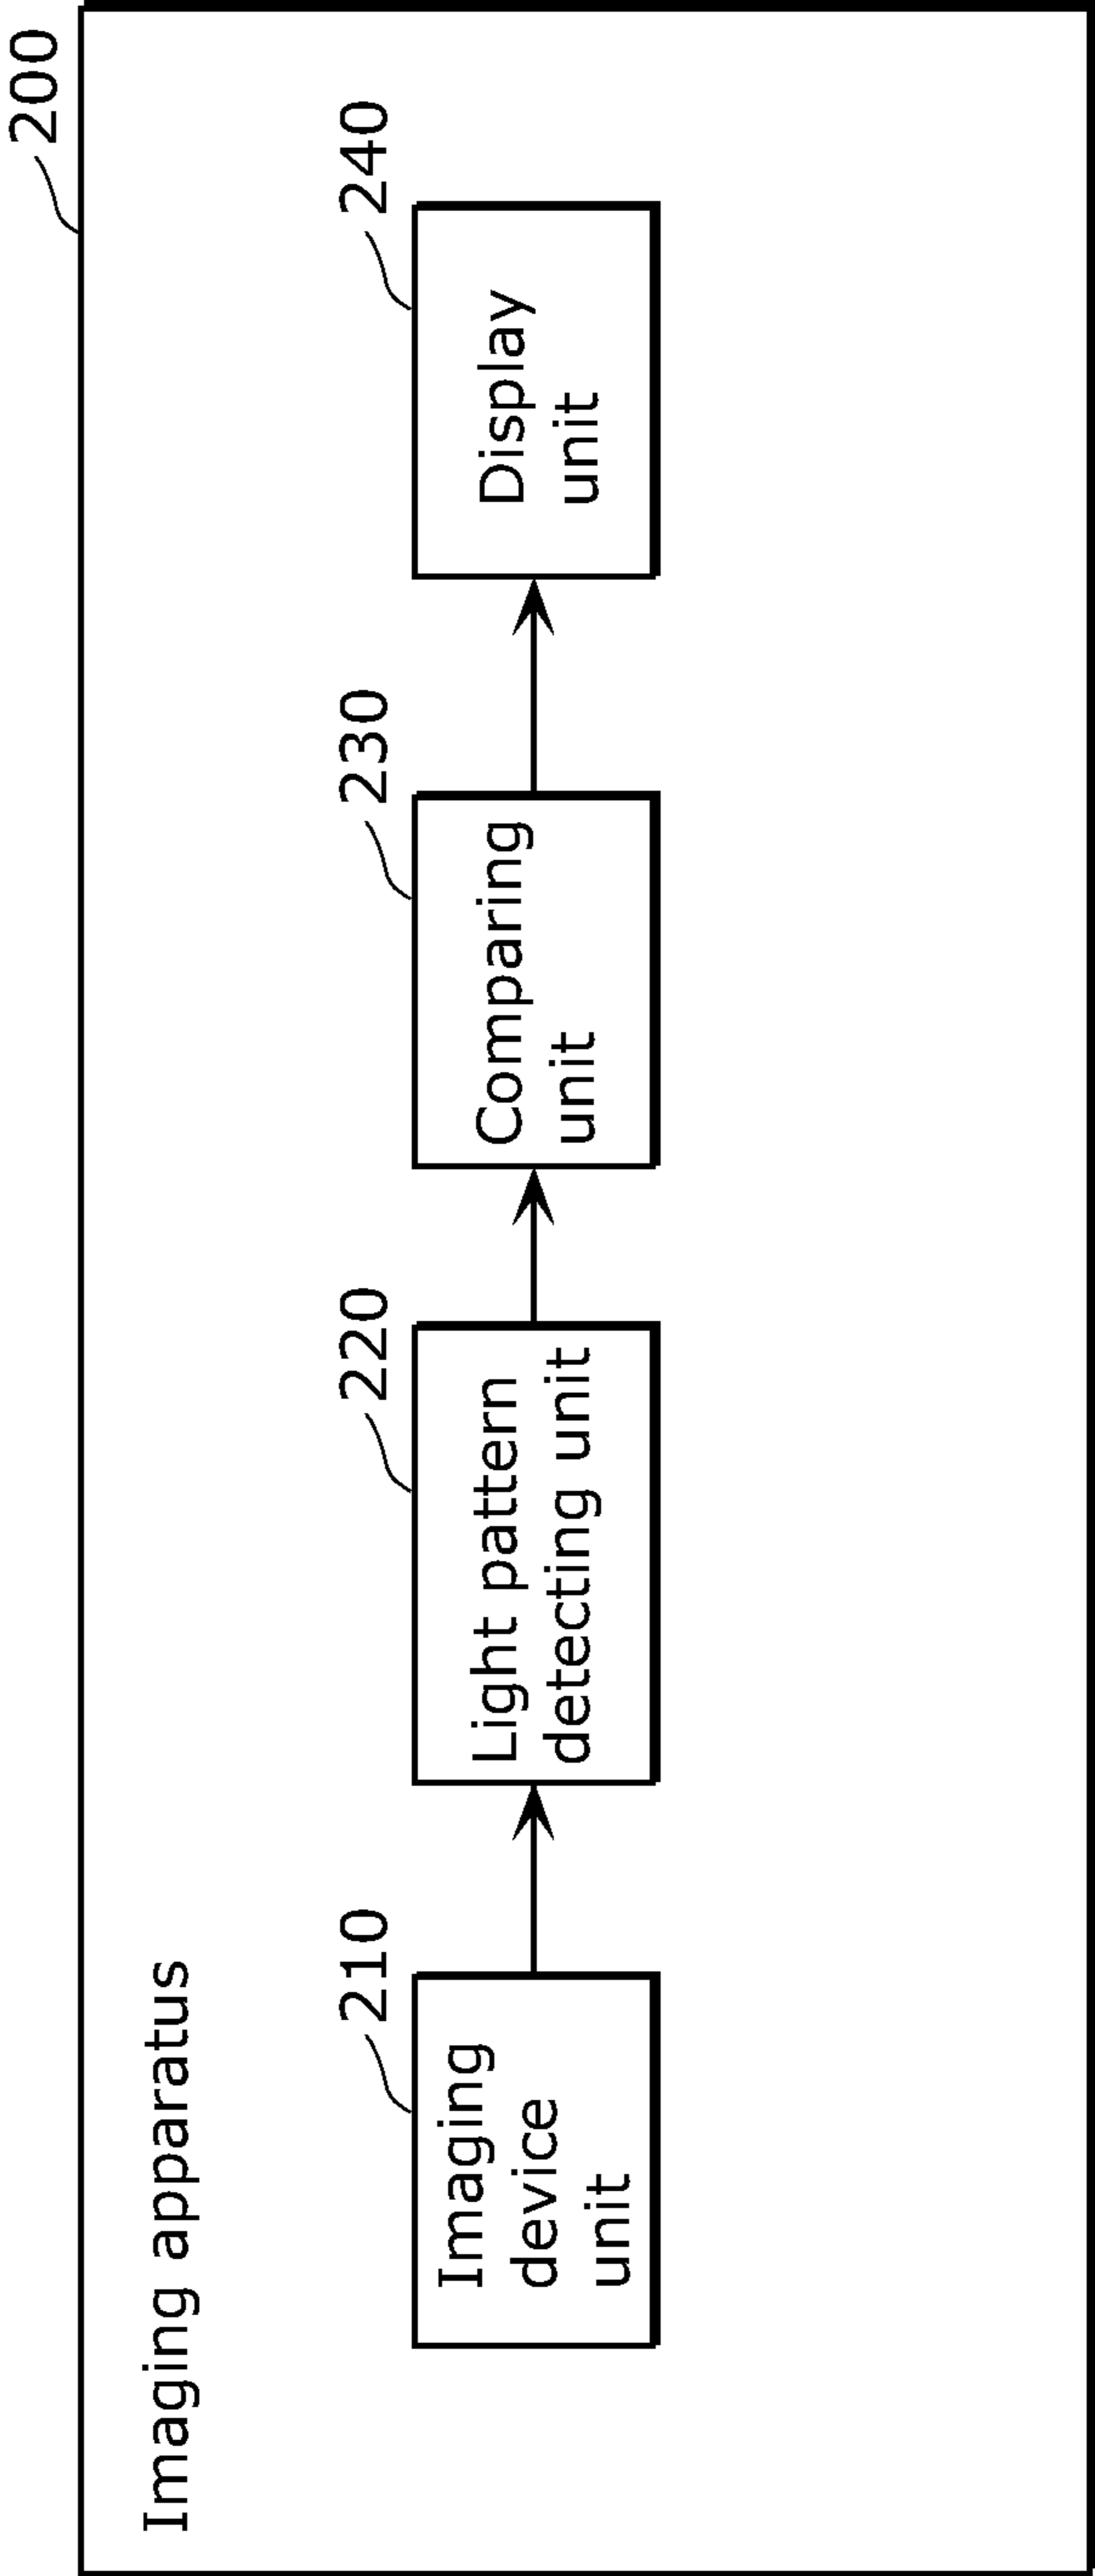 200
Imaging apparatus
210
Imaging
device
unit
220
Light pattern
detecting unit
230
Comparing
unit
240
Display
unit